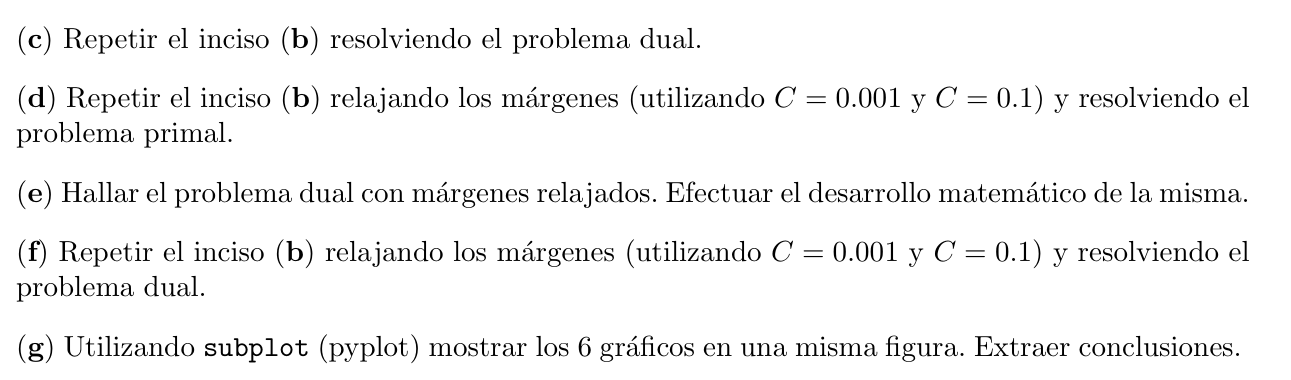 (c) Repetir el inciso (b) resolviendo el problema dual.
(d) Repetir el inciso (b) relajando los márgenes (utilizando C = 0.001 y C = 0.1) y resolviendo el
problema primal.
(e) Hallar el problema dual con márgenes relajados. Efectuar el desarrollo matemático de la misma.
(f) Repetir el inciso (b) relajando los márgenes (utilizando C = 0.001 y C = 0.1) y resolviendo el
problema dual.
(g) Utilizando subplot (pyplot) mostrar los 6 gráficos en una misma figura. Extraer conclusiones.